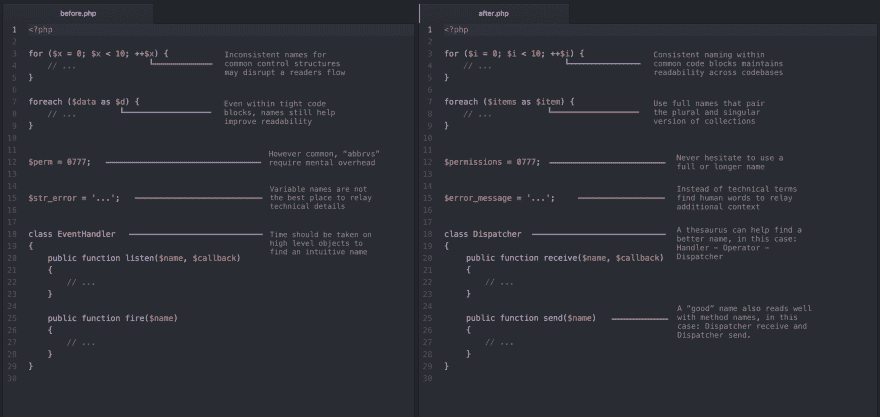 before.php
1 <?php
2
3 for ($x = 0; $x < 10; ++$x) {
4 // ...
5 }
6
7 foreach ($data as $d) {
8 // ...
9 }
10
11
12 $perm = 0777;
13
14
15 $str_error = '...';
16
17
18 class EventHandler
19 {
20 public function listen($name, $callback)
21 {
22 // ...
23 }
24
25 public function fire($name)
26 {
27 // ...
28 }
29 }
30
Inconsistent names for
common control structures
may disrupt a readers flow
Even within tight code
blocks, names still help
improve readability
However common, “abbrvs”
require mental overhead
Variable names are not
the best place to relay
technical details
Time should be taken on
high level objects to
find an intuitive name
after.php
1 <?php
2
3 for ($i = 0; $i < 10; ++$i) {
4 // ...
5 }
6
7 foreach ($items as $item) {
8 // ...
9 }
10
11
12 $permissions = 0777;
13
14
15 $error_message = '...';
16
17
18 class Dispatcher
19 {
20 public function receive($name, $callback)
21 {
22 // ...
23 }
24
25 public function send($name)
26 {
27 // ...
28 }
29 }
30
Consistent naming within
common code blocks maintains
readability across codebases
Use full names that pair
the plural and singular
version of collections
Never hesitate to use a
full or longer name
Instead of technical terms
find human words to relay
additional context
A thesaurus can help find a
better name, in this case:
Handler – Operator –
Dispatcher
A “good” name also reads well
with method names, in this
case: Dispatcher receive and
Dispatcher send.